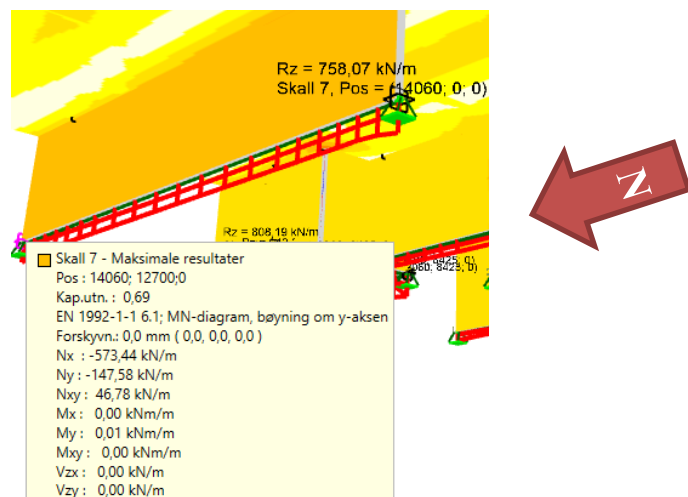 Rz = 758,07 kN/m
Skall 7, Pos = (14060; 0; 0)
N
Rz = 808,19 kN/m
Skall 7 - Maksimale resultater
Pos : 14060; 12700;0
Kap.utn. : 0,69
EN 1992-1-1 6.1; MN-diagram, bøyning om y-aksen
Forskyvn.: 0,0 mm ( 0,0, 0,0, 0,0 )
Nx : -573,44 kN/m
Ny : -147,58 kN/m
Nxy : 46,78 kN/m
Mx : 0,00 kNm/m
My : 0,01 kNm/m
Mxy : 0,00 kNm/m
Vzx : 0,00 kN/m
Vzy : 0,00 kN/m